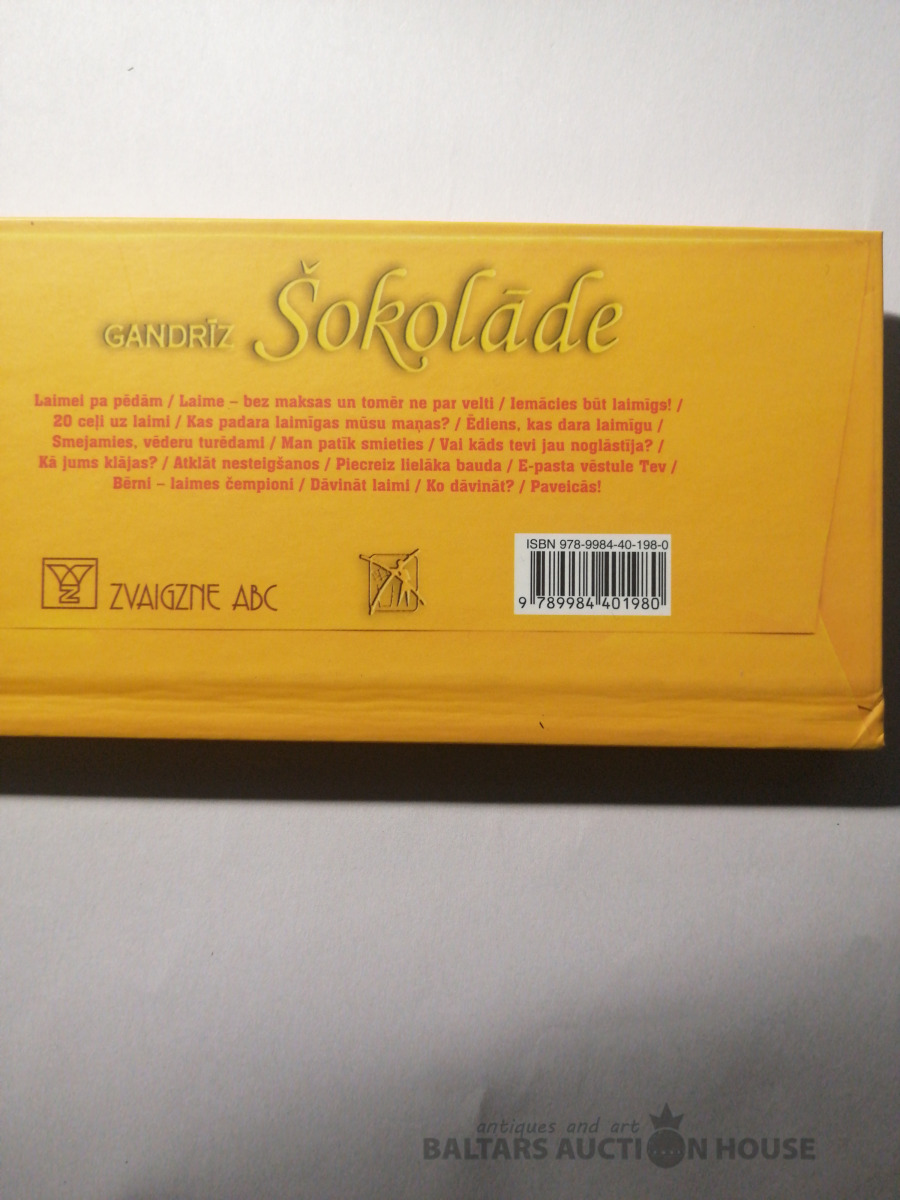 GANDRĪZ Šokolāde
Laimei pa pēdām / Laime – bez maksas un tomēr ne par velti / Iemācies būt laimīgs! /
20 ceļi uz laimi / Kas padara laimīgas mūsu maņas? / Ēdiens, kas dara laimīgu /
Smejamies, vēderu turēdami / Man patīk smieties / Vai kāds tevi jau noglāstīja? /
Kā jums klājas? / Atklāt nesteigšanos / Piecreiz lielāka bauda / E-pasta vēstule Tev /
Bērni – laimes čempioni / Dāvināt laimi / Ko dāvināt? / Paveicās!
ISBN 978-9984-40-198-0
ZVAIGZNE ABC
9 789984 401980
antiques and art
BALTARS AUCTION HOUSE